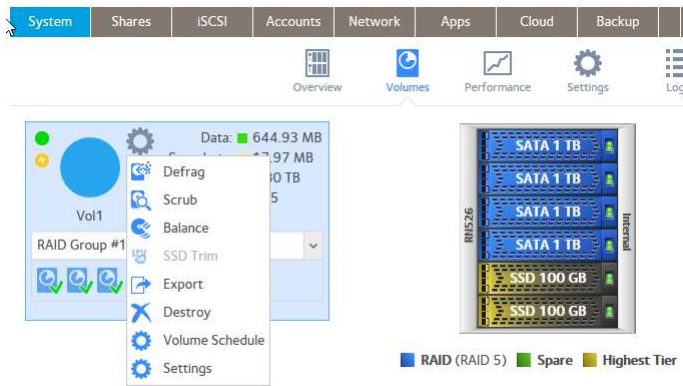 System Shares iSCSI Accounts Network Apps Cloud Backup
Overview Volumes Performance Settings
Data: 644.93 MB
17.97 MB
TB
5
Vol1
RAID Group #1
Defrag
Scrub
Balance
SSD Trim
Export
Destroy
Volume Schedule
Settings
RN526
SATA 1 TB
SATA 1 TB
SATA 1 TB
SATA 1 TB
SSD 100 GB
SSD 100 GB
Internal
RAID (RAID 5) Spare Highest Tier